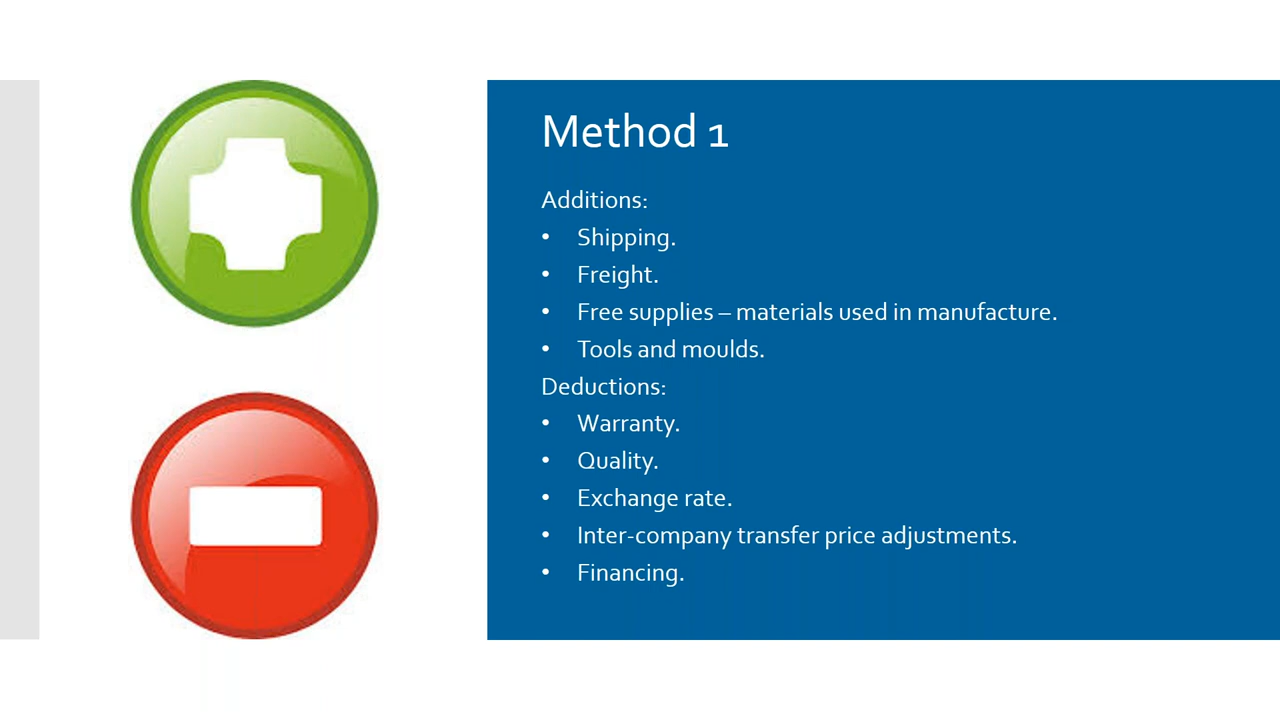 Method 1
Additions:
• Shipping.
• Freight.
• Free supplies – materials used in manufacture.
• Tools and moulds.
Deductions:
• Warranty.
• Quality.
• Exchange rate.
• Inter-company transfer price adjustments.
• Financing.